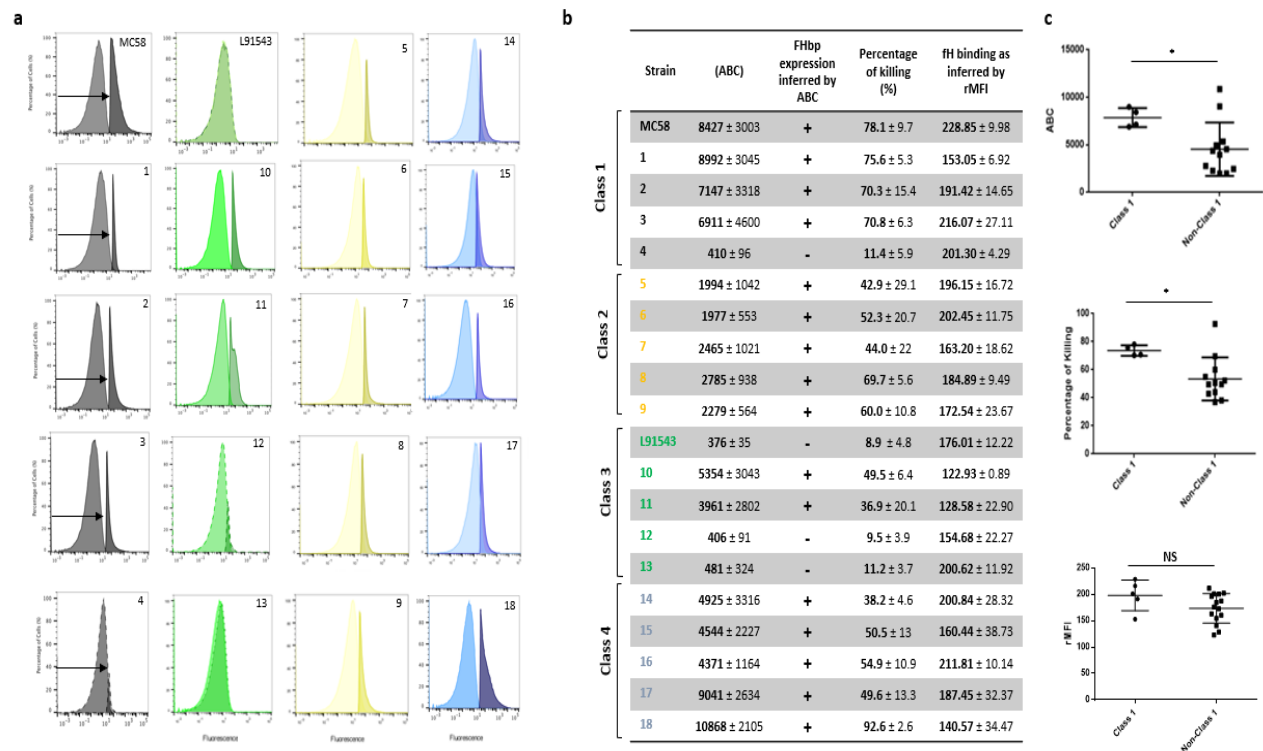 a
MC58
L91543
5
14
1
10
6
15
2
11
7
16
3
12
8
17
4
13
9
18
Percentage of Cells (%)
Percentage of Cells (%)
Percentage of Cells (%)
Percentage of Cells (%)
Percentage of Cells (%)
Fluorescence
Fluorescence
Fluorescence
b
Strain (ABC) FHbp expression inferred by ABC Percentage of killing (%) fH binding as inferred by rMFI
Class 1
MC58 8427 ± 3003 + 78.1 ± 9.7 228.85 ± 9.98
1 8992 ± 3045 + 75.6 ± 5.3 153.05 ± 6.92
2 7147 ± 3318 + 70.3 ± 15.4 191.42 ± 14.65
3 6911 ± 4600 + 70.8 ± 6.3 216.07 ± 27.11
4 410 ± 96 - 11.4 ± 5.9 201.30 ± 4.29
Class 2
5 1994 ± 1042 + 42.9 ± 29.1 196.15 ± 16.72
6 1977 ± 553 + 52.3 ± 20.7 202.45 ± 11.75
7 2465 ± 1021 + 44.0 ± 22 163.20 ± 18.62
8 2785 ± 938 + 69.7 ± 5.6 184.89 ± 9.49
9 2279 ± 564 + 60.0 ± 10.8 172.54 ± 23.67
Class 3
L91543 376 ± 35 - 8.9 ± 4.8 176.01 ± 12.22
10 5354 ± 3043 + 49.5 ± 6.4 122.93 ± 0.89
11 3961 ± 2802 + 36.9 ± 20.1 128.58 ± 22.90
12 406 ± 91 - 9.5 ± 3.9 154.68 ± 22.27
13 481 ± 324 - 11.2 ± 3.7 200.62 ± 11.92
Class 4
14 4925 ± 3316 + 38.2 ± 4.6 200.84 ± 28.32
15 4544 ± 2227 + 50.5 ± 13 160.44 ± 38.73
16 4371 ± 1164 + 54.9 ± 10.9 211.81 ± 10.14
17 9041 ± 2634 + 49.6 ± 13.3 187.45 ± 32.37
18 10868 ± 2105 + 92.6 ± 2.6 140.57 ± 34.47
c
*
15000
10000
5000
0
ABC
Class 1
Non-Class 1
*
100
80
60
40
20
0
Percentage of Killing
Class 1
Non-Class 1
NS
250
200
150
100
50
0
rMFI
Class 1
Non-Class 1